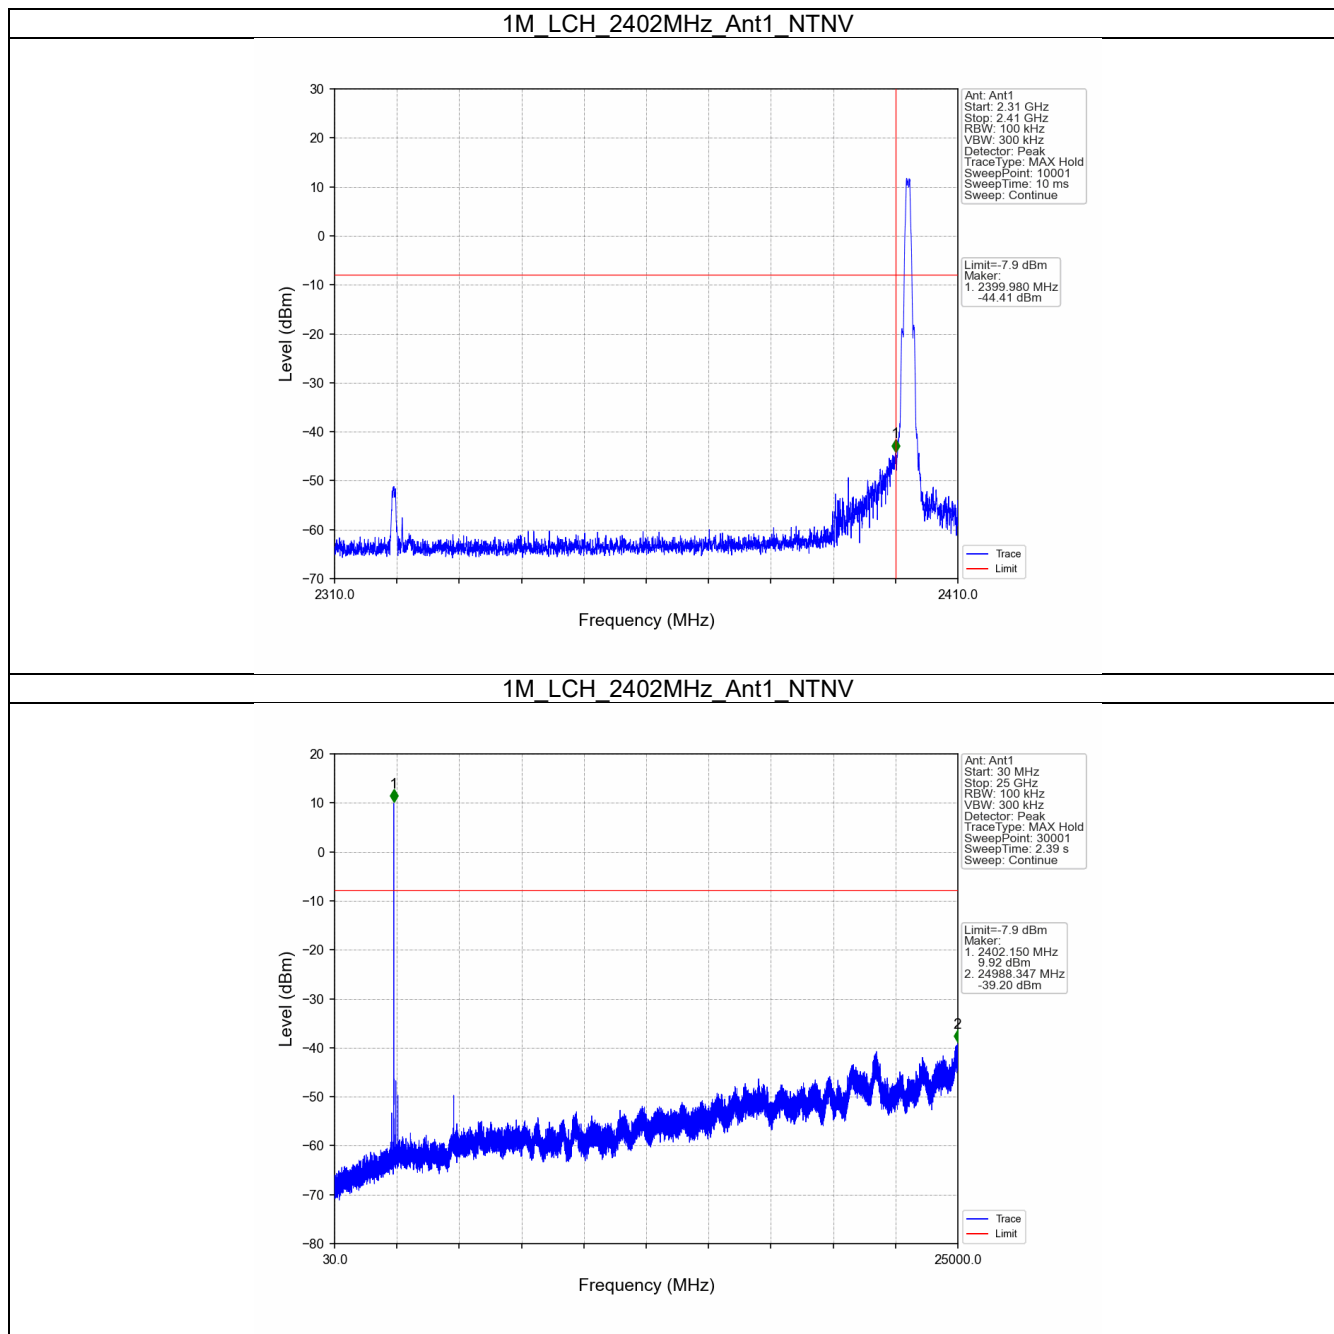 1M_LCH_2402MHz_Ant1_NTNV
30
20
10
0
−10
−20
−30
−40
−50
−60
−70
Level (dBm)
1
2310.0
2410.0
Frequency (MHz)
Ant: Ant1
Start: 2.31 GHz
Stop: 2.41 GHz
RBW: 100 kHz
VBW: 300 kHz
Detector: Peak
TraceType: MAX Hold
SweepPoint: 10001
SweepTime: 10 ms
Sweep: Continue
Limit=-7.9 dBm
Maker:
1. 2399.980 MHz
-44.41 dBm
Trace
Limit
1M_LCH_2402MHz_Ant1_NTNV
20
10
0
−10
−20
−30
−40
−50
−60
−70
−80
Level (dBm)
1
2
30.0
25000.0
Frequency (MHz)
Ant: Ant1
Start: 30 MHz
Stop: 25 GHz
RBW: 100 kHz
VBW: 300 kHz
Detector: Peak
TraceType: MAX Hold
SweepPoint: 30001
SweepTime: 2.39 s
Sweep: Continue
Limit=-7.9 dBm
Maker:
1. 2402.150 MHz
9.92 dBm
2. 24988.347 MHz
-39.20 dBm
Trace
Limit